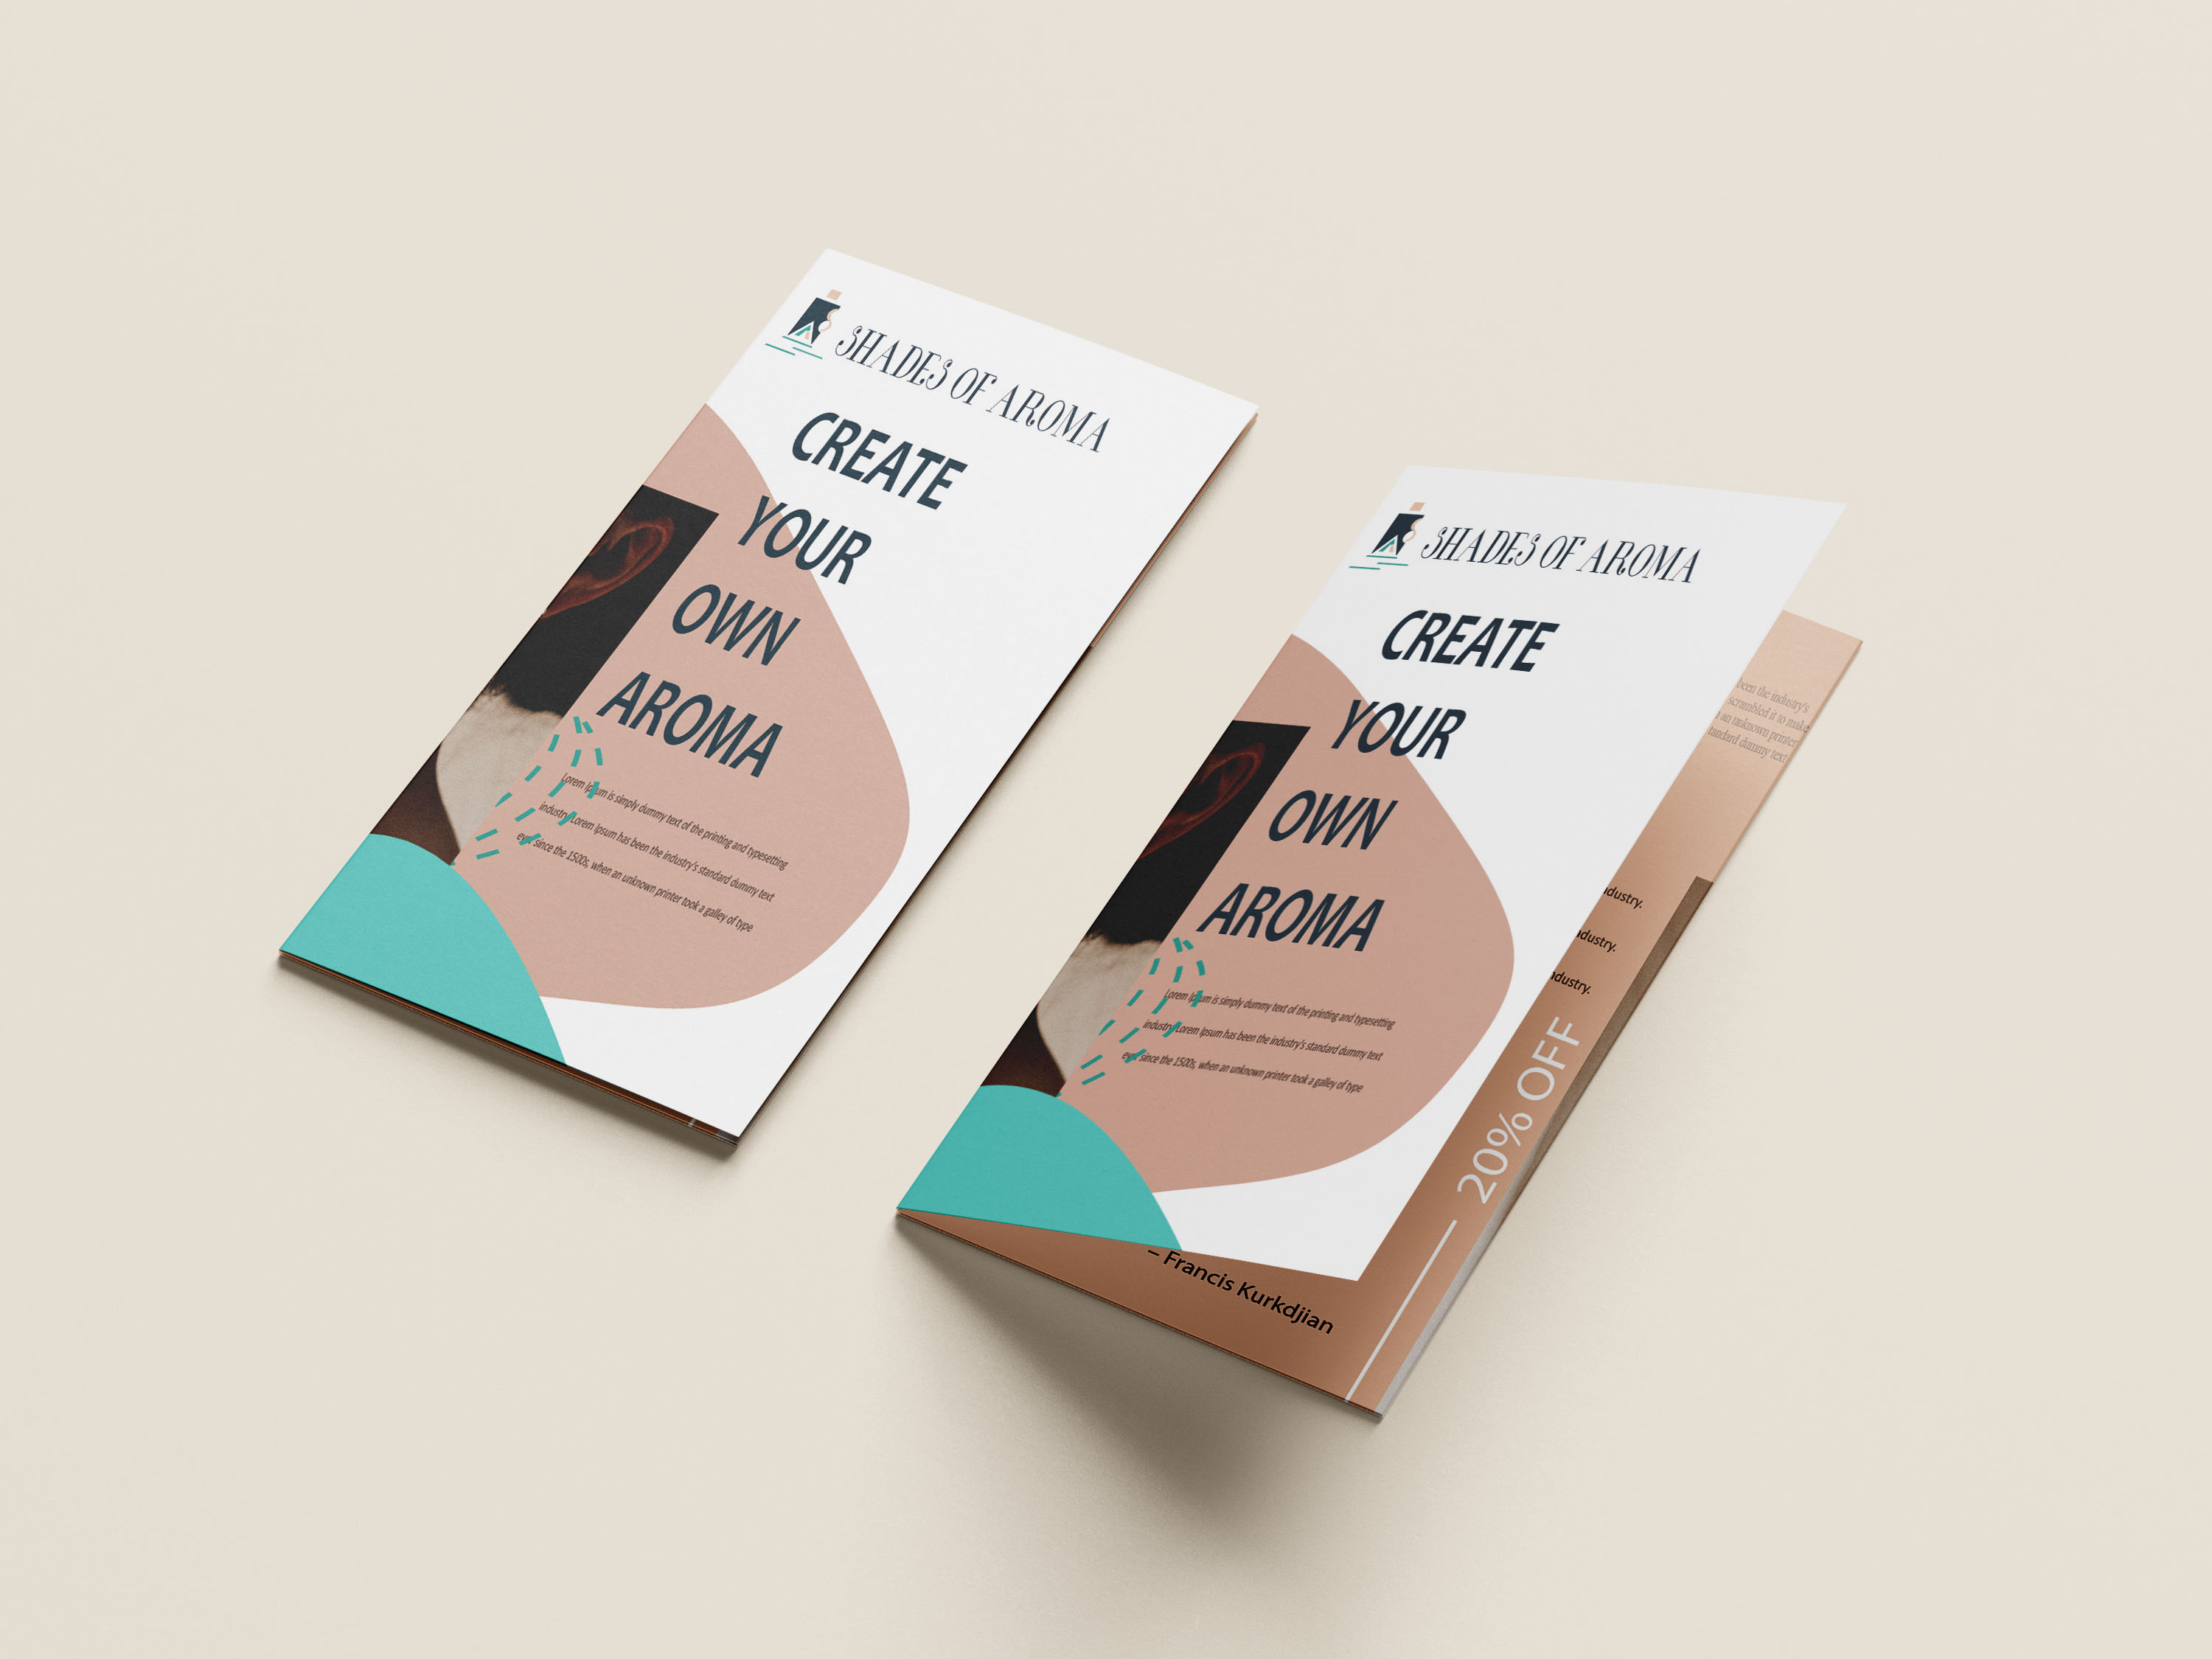 SHADES OF AROMA
CREATE
YOUR
OWN
AROMA
Lorem Ipsum is simply dummy text of the printing and typesetting
industry. Lorem Ipsum has been the industry's standard dummy text
ever since the 1500s, when an unknown printer took a galley of type
SHADES OF AROMA
CREATE
YOUR
OWN
AROMA
Lorem Ipsum is simply dummy text of the printing and typesetting
industry. Lorem Ipsum has been the industry's standard dummy text
ever since the 1500s, when an unknown printer took a galley of type
been the industry's
scrambled it to make
an unknown printer
dummy text
ndustry.
ndustry.
ndustry.
20% OFF
– Francis Kurkdjian